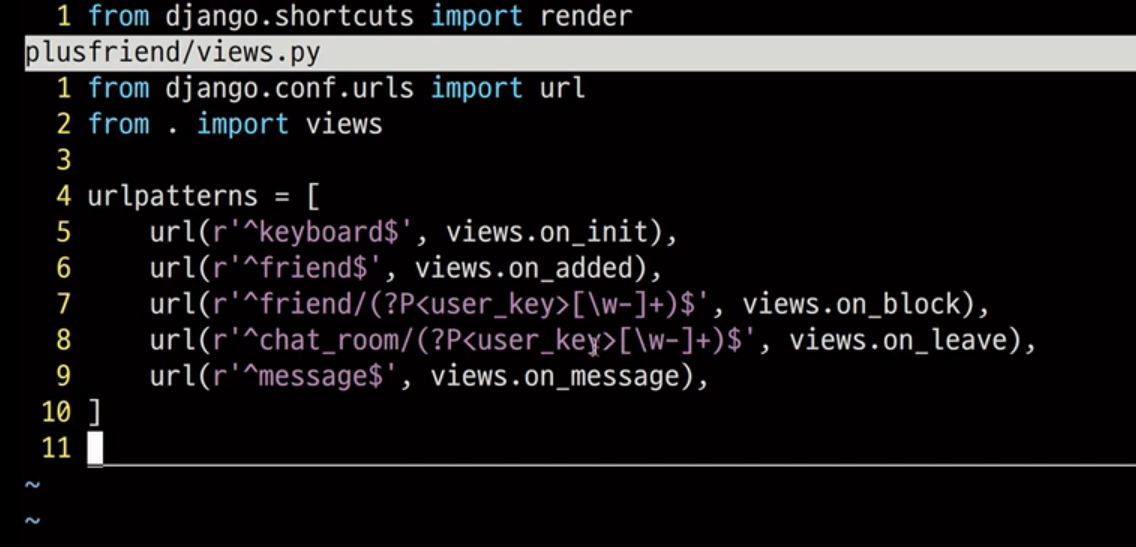 1 from django.shortcuts import render
plusfriend/views.py
1 from django.conf.urls import url
2 from . import views
3
4 urlpatterns = [
5     url(r'^keyboard$', views.on_init),
6     url(r'^friend$', views.on_added),
7     url(r'^friend/(?P<user_key>[\w-]+)$', views.on_block),
8     url(r'^chat_room/(?P<user_key>[\w-]+)$', views.on_leave),
9     url(r'^message$', views.on_message),
10 ]
11
~
~